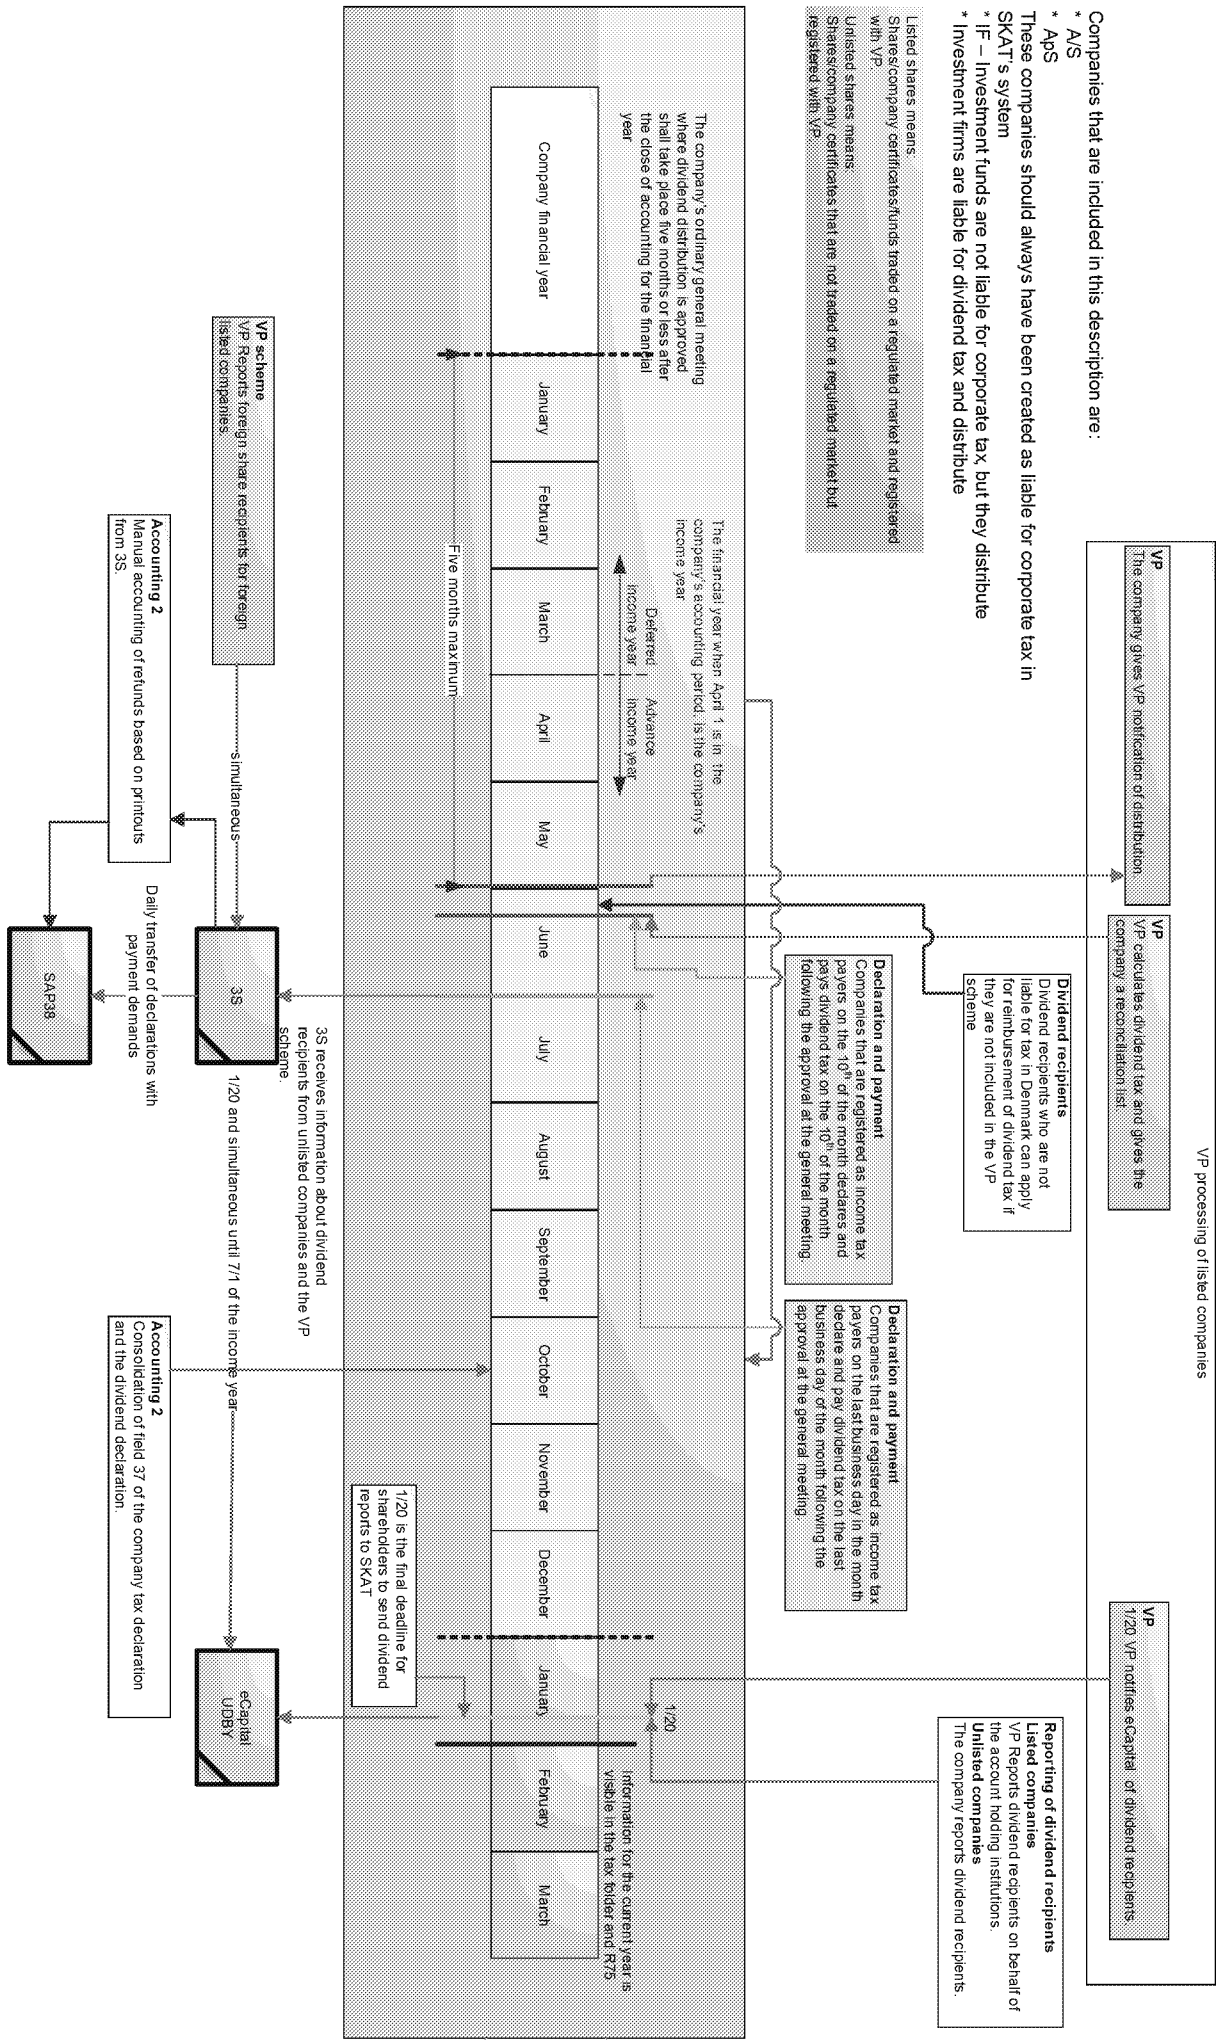 Companies that are included in this description are:
* A/S
* ApS
These companies should always have been created as liable for corporate tax in
SKAT's system
* IF – Investment funds are not liable for corporate tax, but they distribute
* Investment firms are liable for dividend tax and distribute
Listed shares means:
Shares/company certificates/funds traded on a regulated market and registered
with VP.
Unlisted shares means:
Shares/company certificates that are not traded on a regulated market but
registered with VP.
VP processing of listed companies
VP
The company gives VP notification of distribution.
VP
VP calculates dividend tax and gives the
company a reconciliation list.
VP
1/20 VP notifies eCapital of dividend recipients.
Dividend recipients
Dividend recipients who are not
liable for tax in Denmark can apply
for reimbursement of dividend tax if
they are not included in the VP
scheme
Reporting of dividend recipients
Listed companies
VP Reports dividend recipients on behalf of
the account holding institutions.
Unlisted companies
The company reports dividend recipients.
Declaration and payment
Companies that are registered as income tax
payers on the 10th of the month declares and
pays dividend tax on the 10th of the month
following the approval at the general meeting.
Declaration and payment
Companies that are registered as income tax
payers on the last business day in the month
declare and pay dividend tax on the last
business day of the month following the
approval at the general meeting.
The company's ordinary general meeting
where dividend distribution is approved
shall take place five months or less after
the close of accounting for the financial
year
The financial year when April 1 is in the
company's accounting period, is the company's
income year
Deferred
income year
Advance
income year
1/20
Information for the current year is
visible in the tax folder and R75
Company financial year
January
February
March
April
May
June
July
August
September
October
November
December
January
February
March
Five months maximum
1/20 is the final deadline for
shareholders to send dividend
reports to SKAT
VP scheme
VP Reports foreign share recipients for foreign
listed companies.
simultaneous
3S receives information about dividend
recipients from unlisted companies and the VP
scheme.
3S
1/20 and simultaneous until 7/1 of the income year
eCapital
UDBY
Accounting 2
Manual accounting of refunds based on printouts
from 3S.
Daily transfer of declarations with
payment demands
Accounting 2
Consolidation of field 37 of the company tax declaration
and the dividend declaration.
SAP38